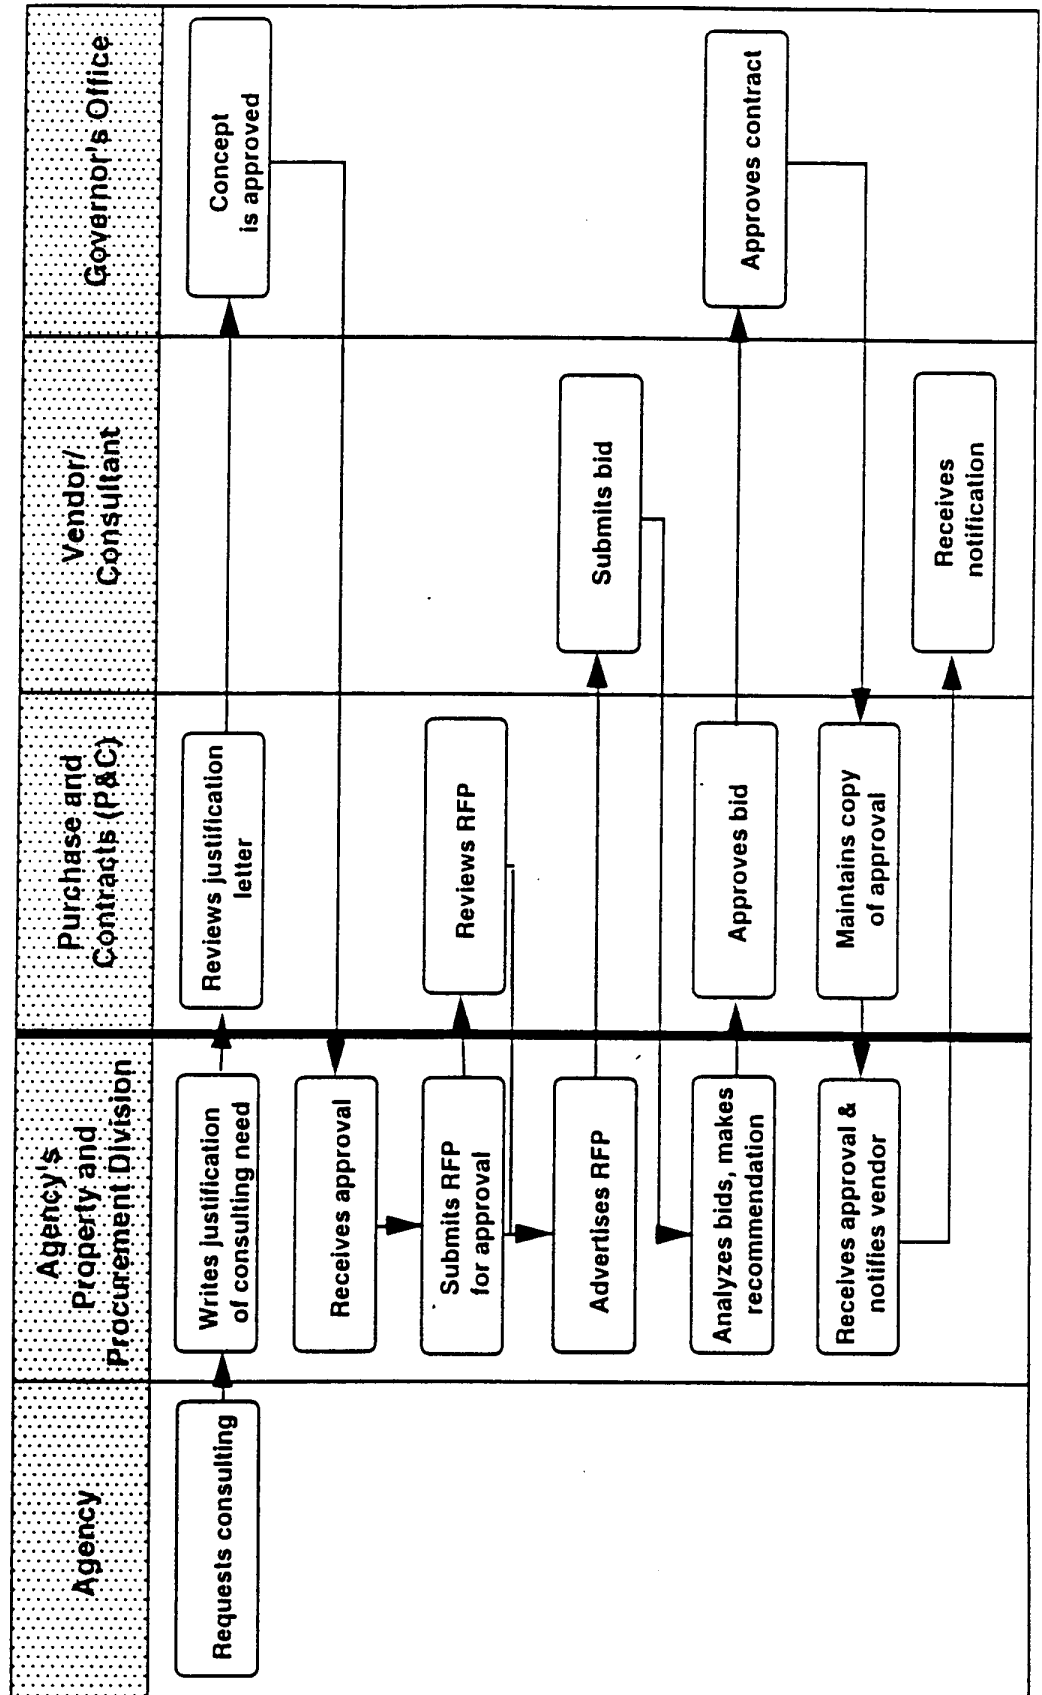 Agency
Agency's
Property and
Procurement Division
Purchase and
Contracts (P&C)
Vendor/
Consultant
Governor's Office
Requests consulting
Writes justification
of consulting need
Reviews justification
letter
Concept
is approved
Receives approval
Submits RFP
for approval
Reviews RFP
Advertises RFP
Submits bid
Analyzes bids, makes
recommendation
Approves bid
Approves contract
Maintains copy
of approval
Receives approval &
notifies vendor
Receives
notification